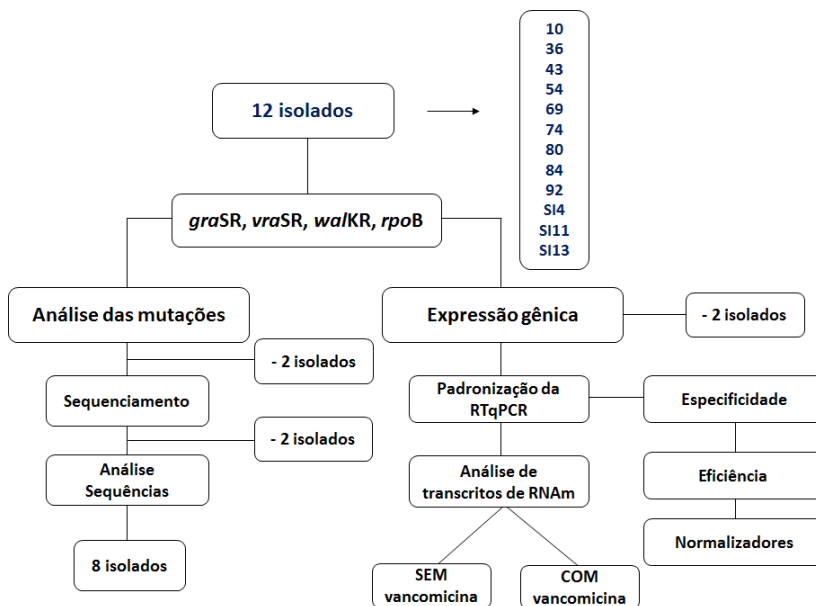 12 isolados
10
36
43
54
69
74
80
84
92
SI4
SI11
SI13
graSR, vraSR, walKR, rpoB
Análise das mutações
- 2 isolados
Sequenciamento
- 2 isolados
Análise
Sequências
8 isolados
Expressão gênica
- 2 isolados
Padronização da
RTqPCR
Especificidade
Eficiência
Normalizadores
Análise de
transcritos de RNAm
SEM
vancomicina
COM
vancomicina